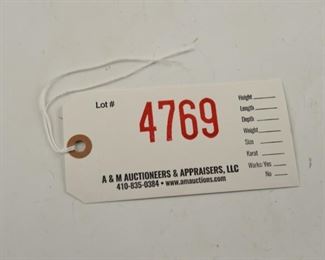 Lot #
4769
Height
Length
Depth
Weight
Size
Karat
Works: Yes
No
A & M AUCTIONEERS & APPRAISERS, LLC
410-835-0384 • www.amauctions.com